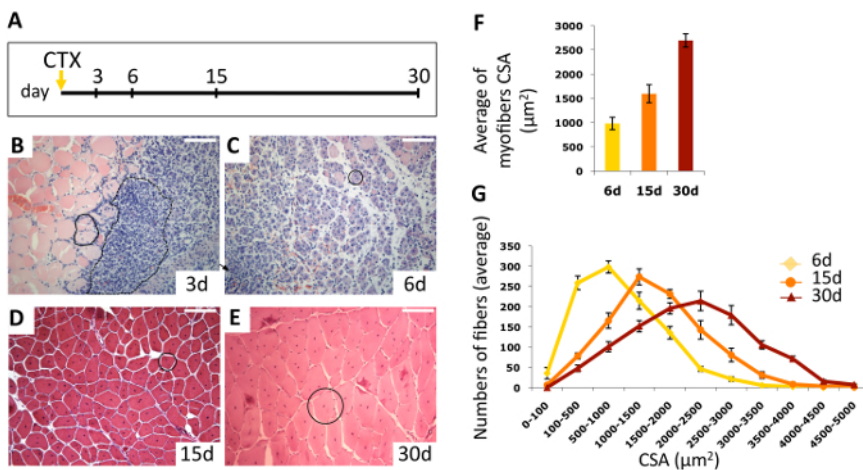 A
CTX
day 3 6 15 30
B
3d
C
6d
D
15d
E
30d
F
Average of
myofibers CSA
(µm²)
3000
2500
2000
1500
1000
500
0
6d 15d 30d
G
Numbers of fibers (average)
350
300
250
200
150
100
50
0
6d
15d
30d
0-100
100-500
500-1000
1000-1500
1500-2000
2000-2500
2500-3000
3000-3500
3500-4000
4000-4500
4500-5000
CSA (µm²)